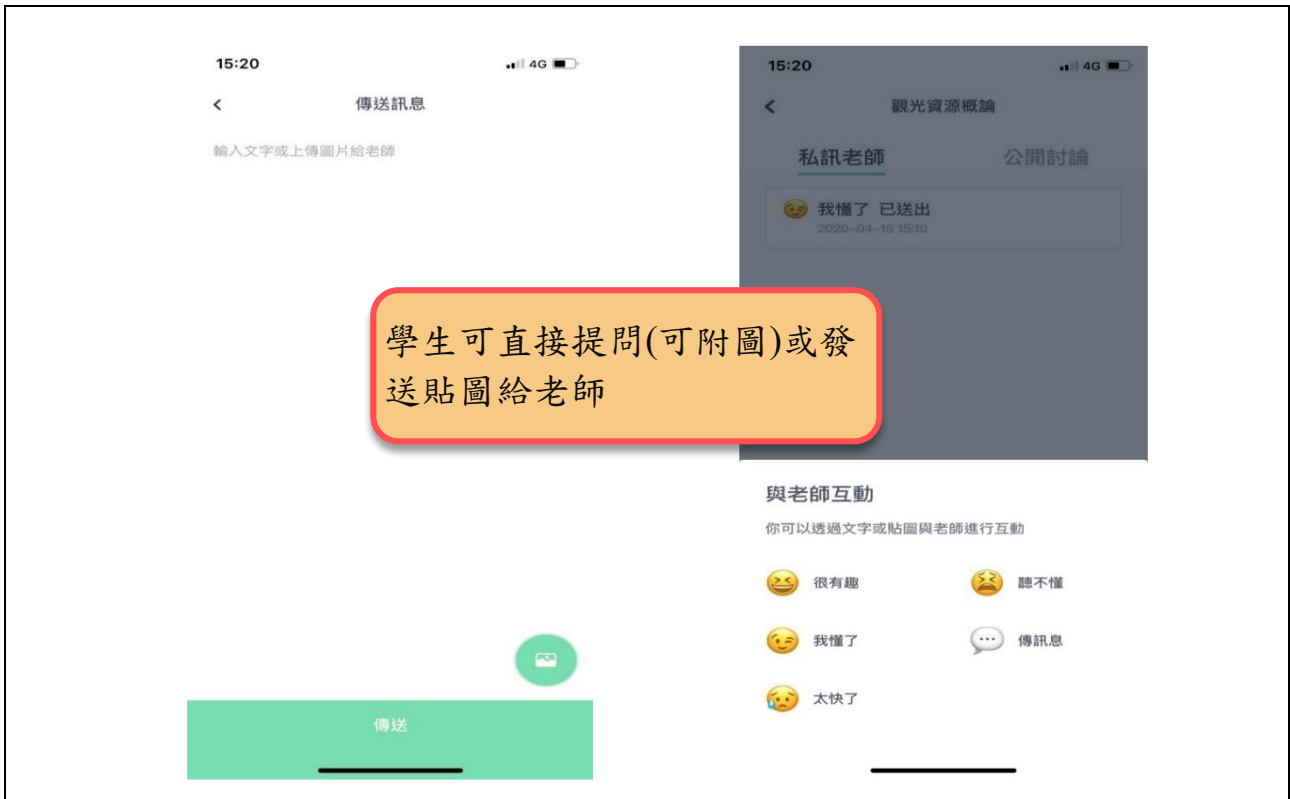 15:20
4G
傳送訊息
輸入文字或上傳圖片給老師
傳送
15:20
4G
觀光資源概論
私訊老師
公開討論
我懂了 已送出
2020-04-15 15:10
學生可直接提問(可附圖)或發
送貼圖給老師
與老師互動
你可以透過文字或貼圖與老師進行互動
很有趣
聽不懂
我懂了
傳訊息
太快了